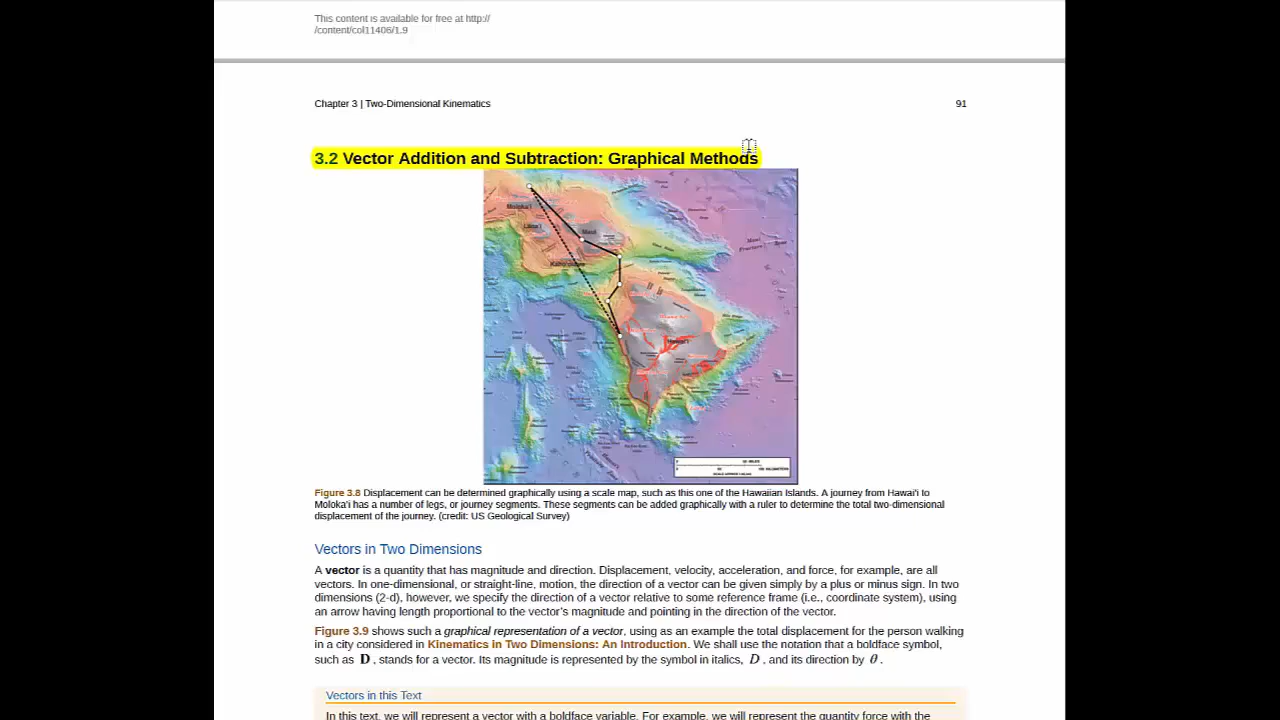 This content is available for free at http://
/content/col11406/1.9
Chapter 3 | Two-Dimensional Kinematics
91
3.2 Vector Addition and Subtraction: Graphical Methods
Moloka'i
Lāna'i
Maui
Hawai'i
Figure 3.8 Displacement can be determined graphically using a scale map, such as this one of the Hawaiian Islands. A journey from Hawai'i to
Moloka'i has a number of legs, or journey segments. These segments can be added graphically with a ruler to determine the total two-dimensional
displacement of the journey. (credit: US Geological Survey)
Vectors in Two Dimensions
A vector is a quantity that has magnitude and direction. Displacement, velocity, acceleration, and force, for example, are all
vectors. In one-dimensional, or straight-line, motion, the direction of a vector can be given simply by a plus or minus sign. In two
dimensions (2-d), however, we specify the direction of a vector relative to some reference frame (i.e., coordinate system), using
an arrow having length proportional to the vector's magnitude and pointing in the direction of the vector.
Figure 3.9 shows such a graphical representation of a vector, using as an example the total displacement for the person walking
in a city considered in Kinematics in Two Dimensions: An Introduction. We shall use the notation that a boldface symbol,
such as D, stands for a vector. Its magnitude is represented by the symbol in italics, D, and its direction by θ.
Vectors in this Text
In this text, we will represent a vector with a boldface variable. For example, we will represent the quantity force with the